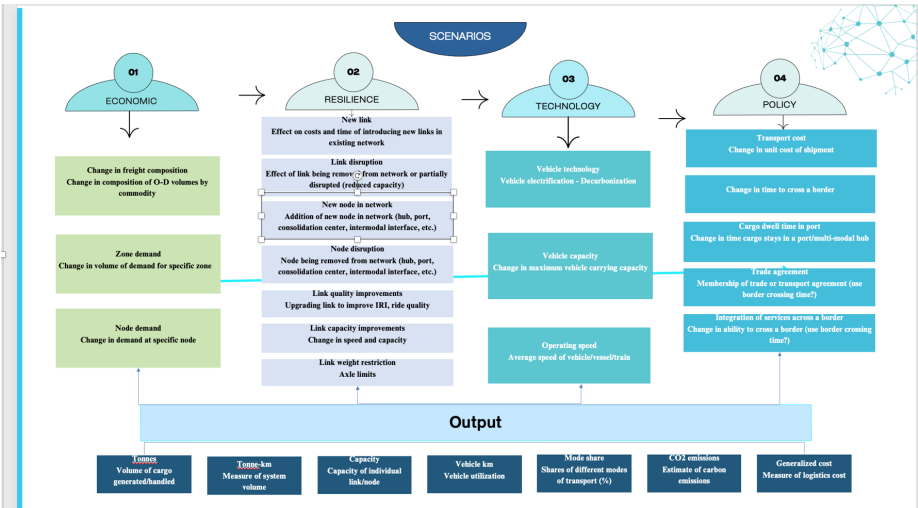 SCENARIOS
01
ECONOMIC
Change in freight composition
Change in composition of O-D volumes by
commodity
Zone demand
Change in volume of demand for specific zone
Node demand
Change in demand at specific node
02
RESILIENCE
New link
Effect on costs and time of introducing new links in
existing network
Link disruption
Effect of link being removed from network or partially
disrupted (reduced capacity)
New node in network
Addition of new node in network (hub, port,
consolidation center, intermodal interface, etc.)
Node disruption
Node being removed from network (hub, port,
consolidation center, intermodal interface, etc.)
Link quality improvements
Upgrading link to improve IRI, ride quality
Link capacity improvements
Change in speed and capacity
Link weight restriction
Axle limits
03
TECHNOLOGY
Vehicle technology
Vehicle electrification - Decarbonization
Vehicle capacity
Change in maximum vehicle carrying capacity
Operating speed
Average speed of vehicle/vessel/train
04
POLICY
Transport cost
Change in unit cost of shipment
Change in time to cross a border
Cargo dwell time in port
Change in time cargo stays in a port/multi-modal hub
Trade agreement
Membership of trade or transport agreement (use
border crossing time?)
Integration of services across a border
Change in ability to cross a border (use border crossing
time?)
Output
Tonnes
Volume of cargo
generated/handled
Tonne-km
Measure of system
volume
Capacity
Capacity of individual
link/node
Vehicle km
Vehicle utilization
Mode share
Shares of different modes
of transport (%)
CO2 emissions
Estimate of carbon
emissions
Generalized cost
Measure of logistics cost